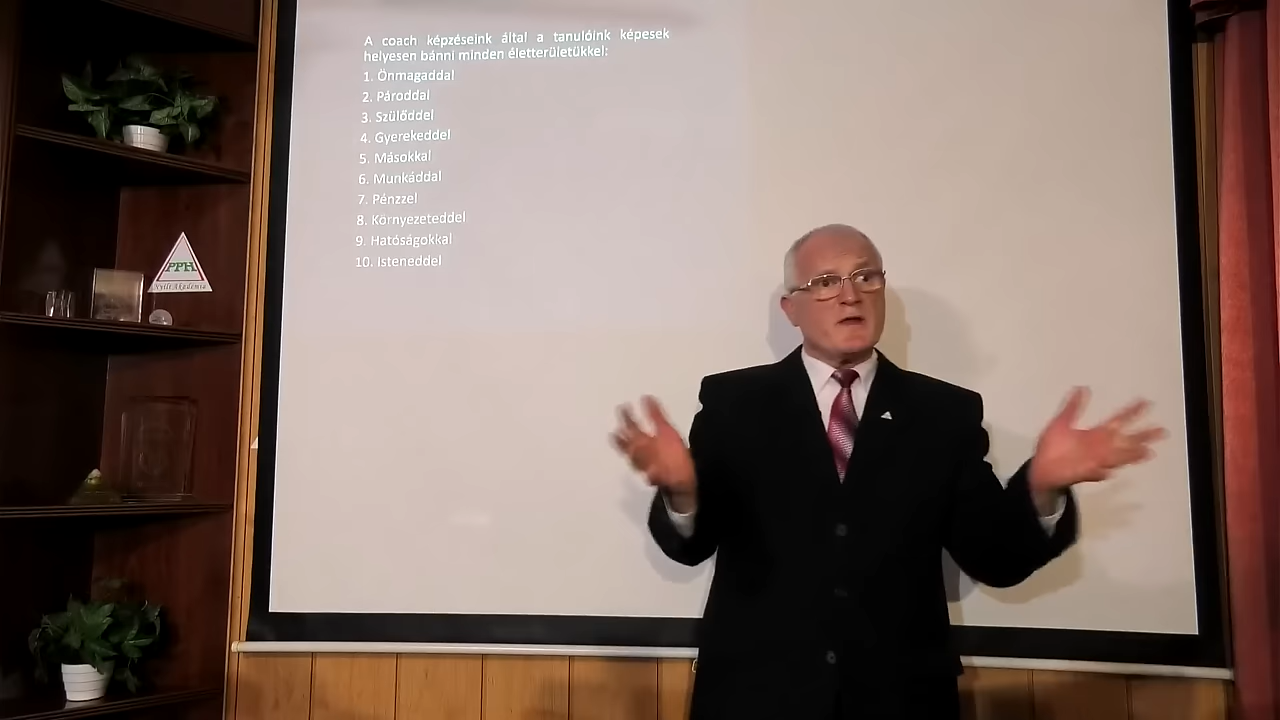 A coach képzéseink által a tanulóink képesek
helyesen bánni minden életterületükkel:
1. Önmagaddal
2. Pároddal
3. Szülőddel
4. Gyerekeddel
5. Másokkal
6. Munkáddal
7. Pénzzel
8. Környezeteddel
9. Hatóságokkal
10. Isteneddel
PPH
Nyílt Akadémia